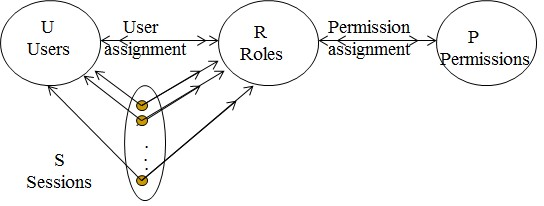 U
Users
User
assignment
R
Roles
Permission
assignment
P
Permissions
S
Sessions